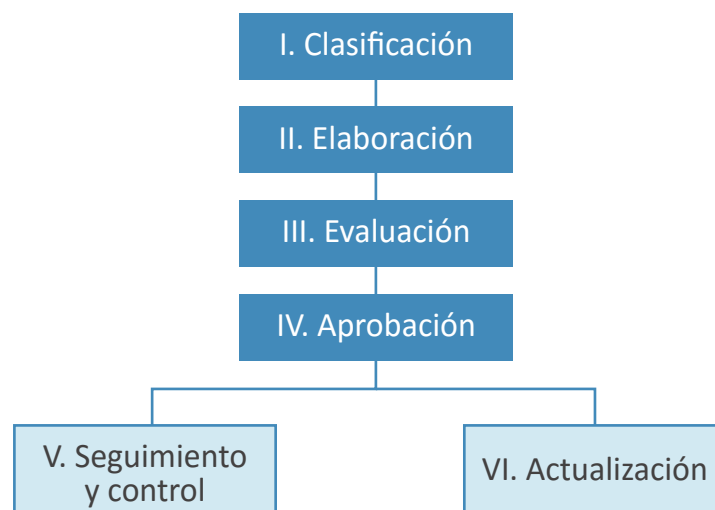 I. Clasificación
II. Elaboración
III. Evaluación
IV. Aprobación
V. Seguimiento
y control
VI. Actualización